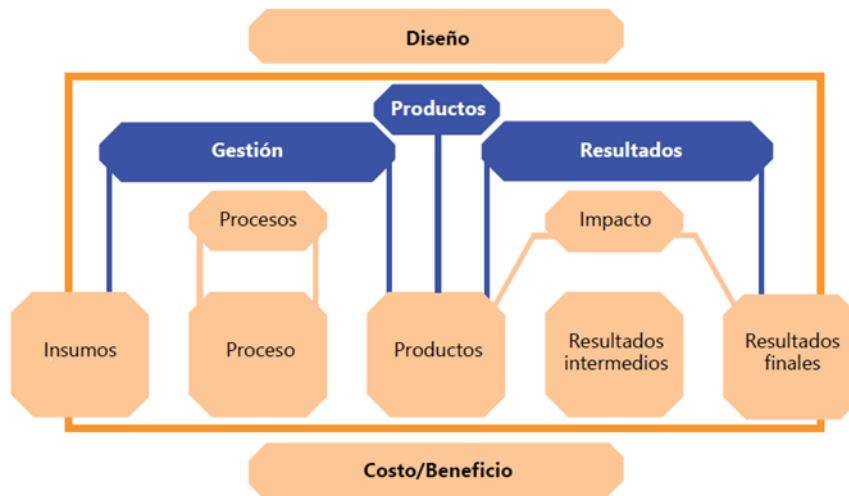 Diseño
Productos
Gestión
Resultados
Procesos
Impacto
Insumos
Proceso
Productos
Resultados
intermedios
Resultados
finales
Costo/Beneficio